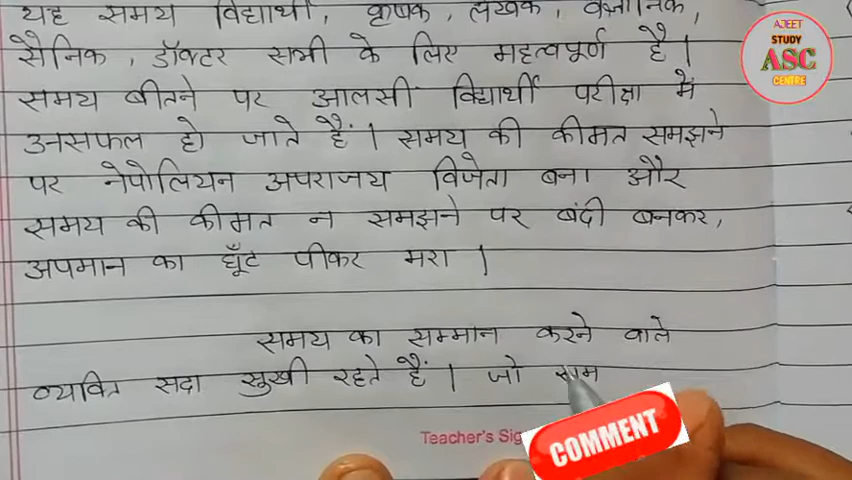 यह समय विद्यार्थी, कृषक, लेखक, वैज्ञानिक,
सैनिक, डॉक्टर सभी के लिए महत्वपूर्ण है।
समय बीतने पर आलसी विद्यार्थी परीक्षा में
असफल हो जाते हैं। समय की कीमत समझने
पर नेपोलियन अपराजय विजेता बना और
समय की कीमत न समझने पर बंदी बनकर,
अपमान का घूँट पीकर मरा।
समय का सम्मान करने वाले
व्यक्ति सदा सुखी रहते हैं। जो सम
Teacher's Sig
COMMENT
AJEET
STUDY
ASC
CENTRE